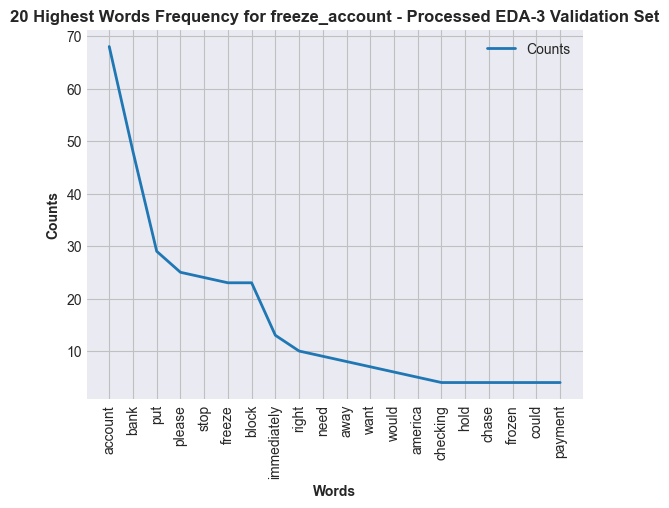 20 Highest Words Frequency for freeze_account - Processed EDA-3 Validation Set
Counts
70
60
50
40
30
20
10
Counts
account
bank
put
please
stop
freeze
block
immediately
right
need
away
want
would
america
checking
hold
chase
frozen
could
payment
Words